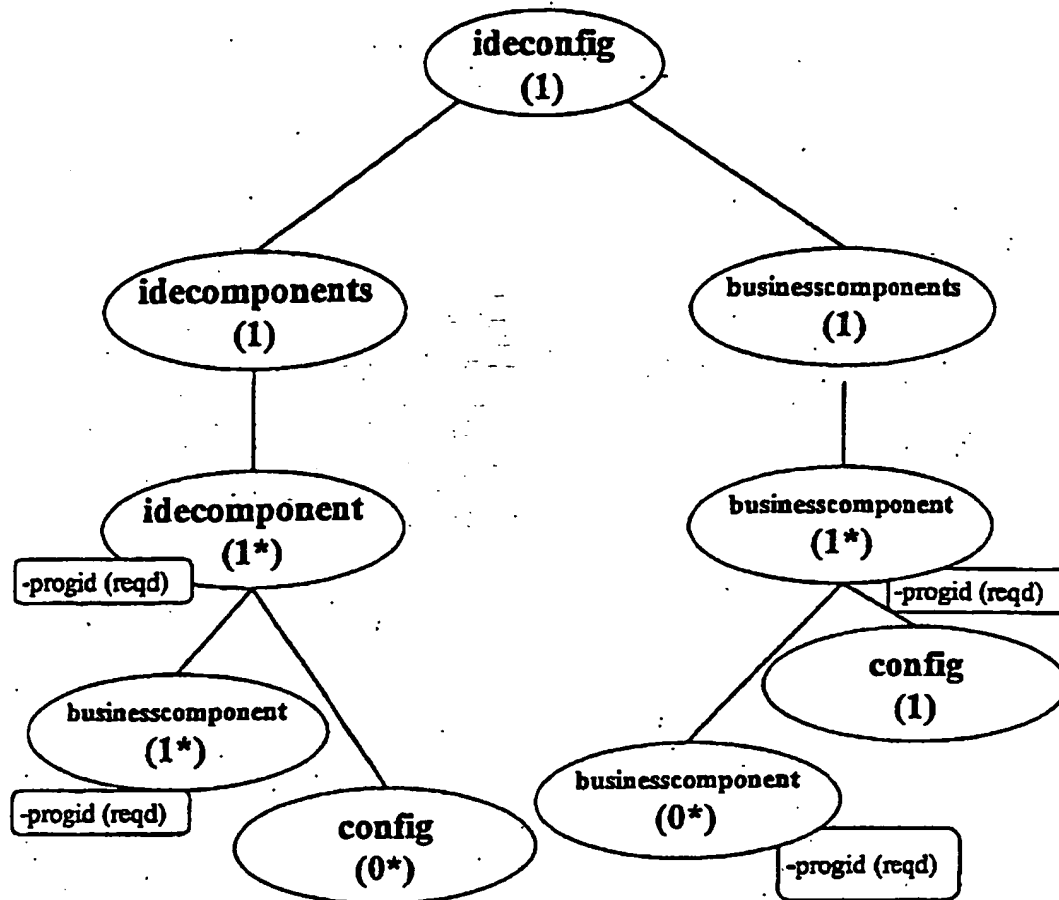 ideconfig
(1)
idecomponents
(1)
businesscomponents
(1)
idecomponent
(1*)
-progid (reqd)
businesscomponent
(1*)
-progid (reqd)
businesscomponent
(1*)
-progid (reqd)
config
(0*)
config
(1)
businesscomponent
(0*)
-progid (reqd)